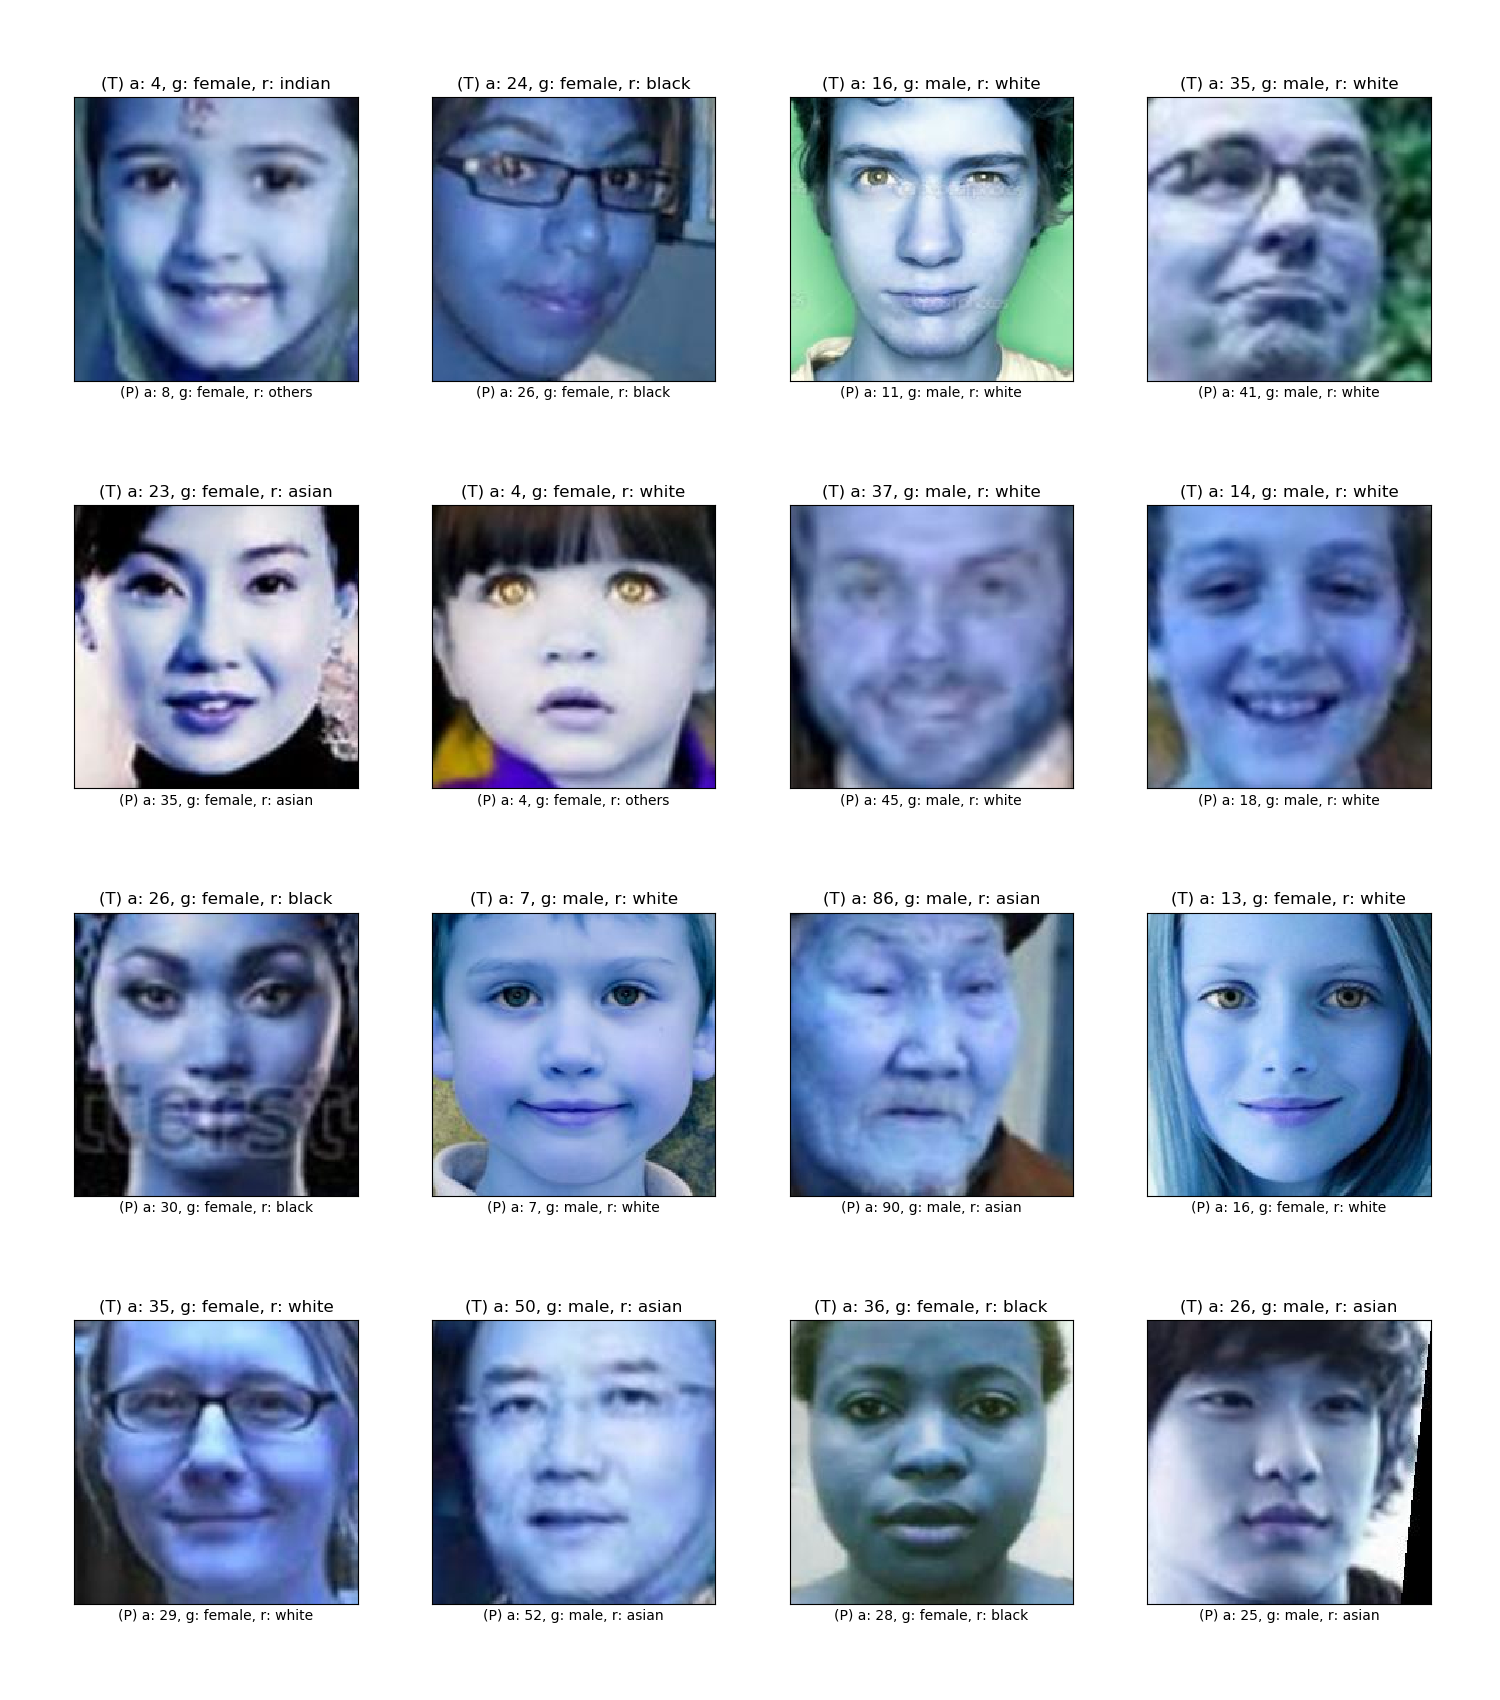 (T) a: 4, g: female, r: indian
(T) a: 24, g: female, r: black
(T) a: 16, g: male, r: white
(T) a: 35, g: male, r: white
(P) a: 8, g: female, r: others
(P) a: 26, g: female, r: black
(P) a: 11, g: male, r: white
(P) a: 41, g: male, r: white
(T) a: 23, g: female, r: asian
(T) a: 4, g: female, r: white
(T) a: 37, g: male, r: white
(T) a: 14, g: male, r: white
(P) a: 35, g: female, r: asian
(P) a: 4, g: female, r: others
(P) a: 45, g: male, r: white
(P) a: 18, g: male, r: white
(T) a: 26, g: female, r: black
(T) a: 7, g: male, r: white
(T) a: 86, g: male, r: asian
(T) a: 13, g: female, r: white
(P) a: 30, g: female, r: black
(P) a: 7, g: male, r: white
(P) a: 90, g: male, r: asian
(P) a: 16, g: female, r: white
(T) a: 35, g: female, r: white
(T) a: 50, g: male, r: asian
(T) a: 36, g: female, r: black
(T) a: 26, g: male, r: asian
(P) a: 29, g: female, r: white
(P) a: 52, g: male, r: asian
(P) a: 28, g: female, r: black
(P) a: 25, g: male, r: asian